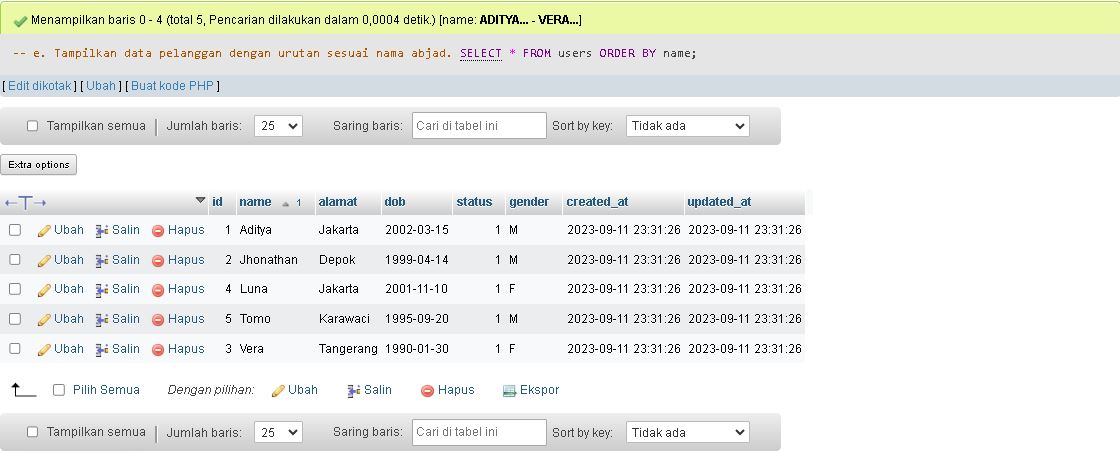 Menampilkan baris 0 - 4 (total 5, Pencarian dilakukan dalam 0,0004 detik.) [name: ADITYA... - VERA...]
-- e. Tampilkan data pelanggan dengan urutan sesuai nama abjad. SELECT * FROM users ORDER BY name;
[ Edit dikotak ] [ Ubah ] [ Buat kode PHP ]
Tampilkan semua | Jumlah baris: 25 Saring baris: Cari di tabel ini Sort by key: Tidak ada
Extra options
id name 1 alamat dob status gender created_at updated_at
Ubah Salin Hapus 1 Aditya Jakarta 2002-03-15 1 M 2023-09-11 23:31:26 2023-09-11 23:31:26
Ubah Salin Hapus 2 Jhonathan Depok 1999-04-14 1 M 2023-09-11 23:31:26 2023-09-11 23:31:26
Ubah Salin Hapus 4 Luna Jakarta 2001-11-10 1 F 2023-09-11 23:31:26 2023-09-11 23:31:26
Ubah Salin Hapus 5 Tomo Karawaci 1995-09-20 1 M 2023-09-11 23:31:26 2023-09-11 23:31:26
Ubah Salin Hapus 3 Vera Tangerang 1990-01-30 1 F 2023-09-11 23:31:26 2023-09-11 23:31:26
Pilih Semua Dengan pilihan: Ubah Salin Hapus Ekspor
Tampilkan semua | Jumlah baris: 25 Saring baris: Cari di tabel ini Sort by key: Tidak ada